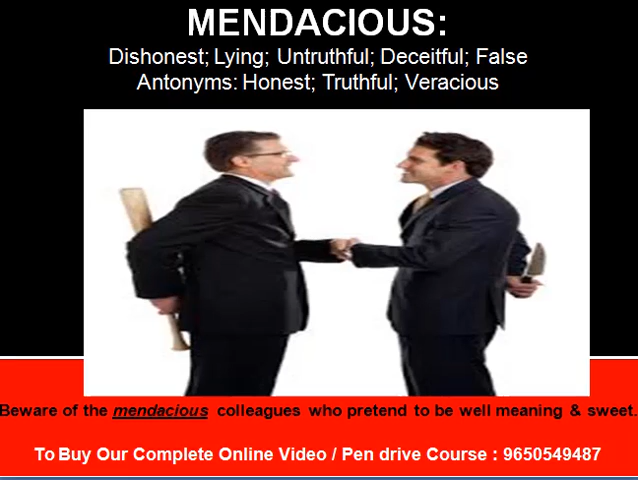 MENDACIOUS:
Dishonest; Lying; Untruthful; Deceitful; False
Antonyms: Honest; Truthful; Veracious
Beware of the mendacious colleagues who pretend to be well meaning & sweet.
To Buy Our Complete Online Video / Pen drive Course : 9650549487